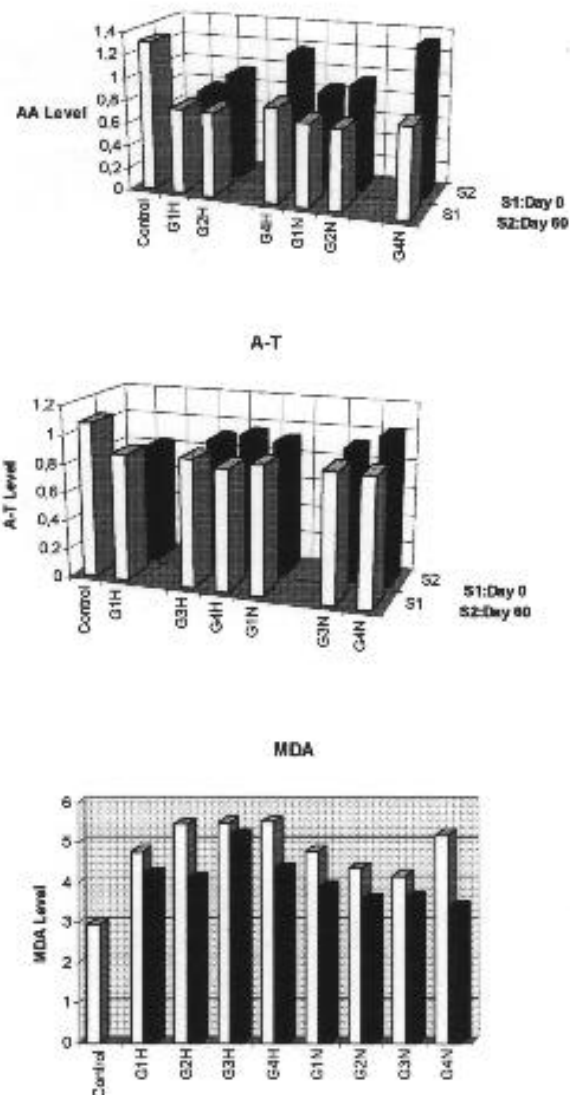 1,4
1,2
1
0,8
0,6
0,4
0,2
0
AA Level
Control
G1H
G2H
G4H
G1N
G2N
G4N
S2
S1
S1:Day 0
S2:Day 60
A-T
1,2
1
0,8
0,6
0,4
0,2
0
A-T Level
Control
G1H
G3H
G4H
G1N
G3N
G4N
S2
S1
S1:Day 0
S2:Day 60
MDA
6
5
4
3
2
1
0
MDA Level
Control
G1H
G2H
G3H
G4H
G1N
G2N
G3N
G4N